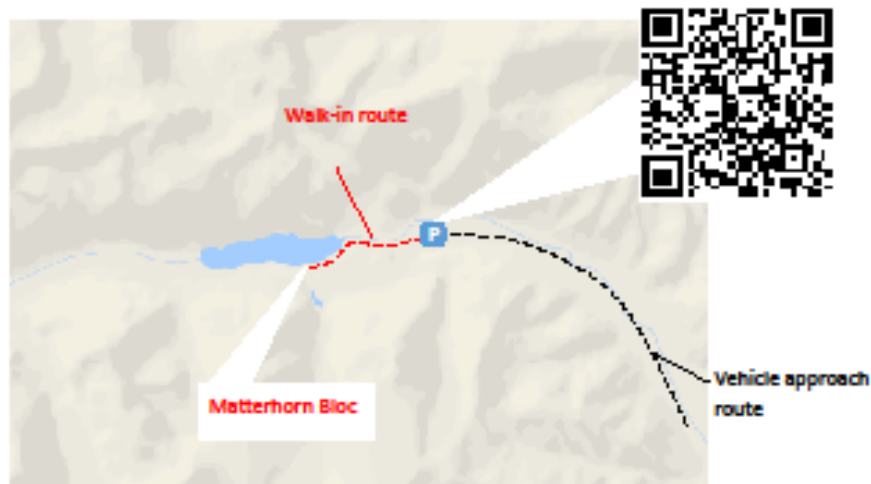 Walk-in route
P
Vehicle approach
route
Matterhorn Bloc